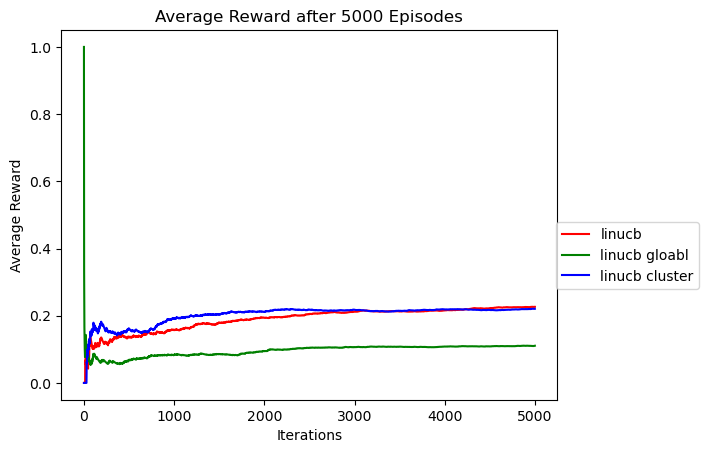 Average Reward after 5000 Episodes
Average Reward
1.0
0.8
0.6
0.4
0.2
0.0
0
1000
2000
3000
4000
5000
Iterations
linucb
linucb gloabl
linucb cluster